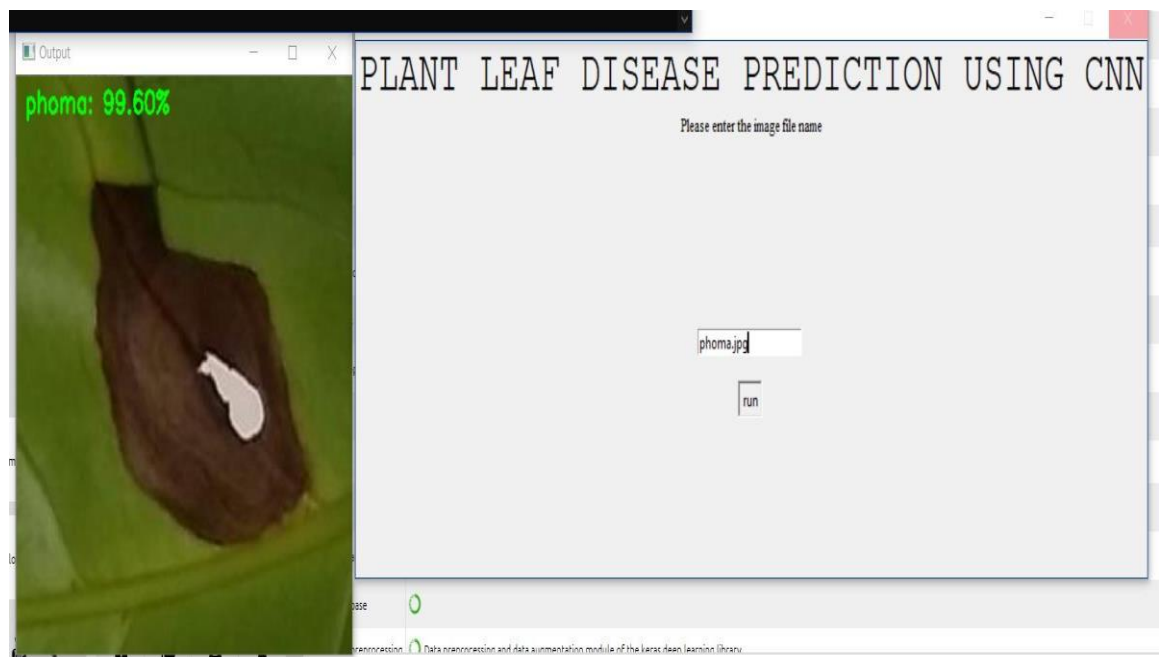 Output
phoma: 99.60%
PLANT LEAF DISEASE PREDICTION USING CNN
Please enter the image file name
phoma.jpg
run
Data preprocessing and data augmentation module of the keras deep learning library